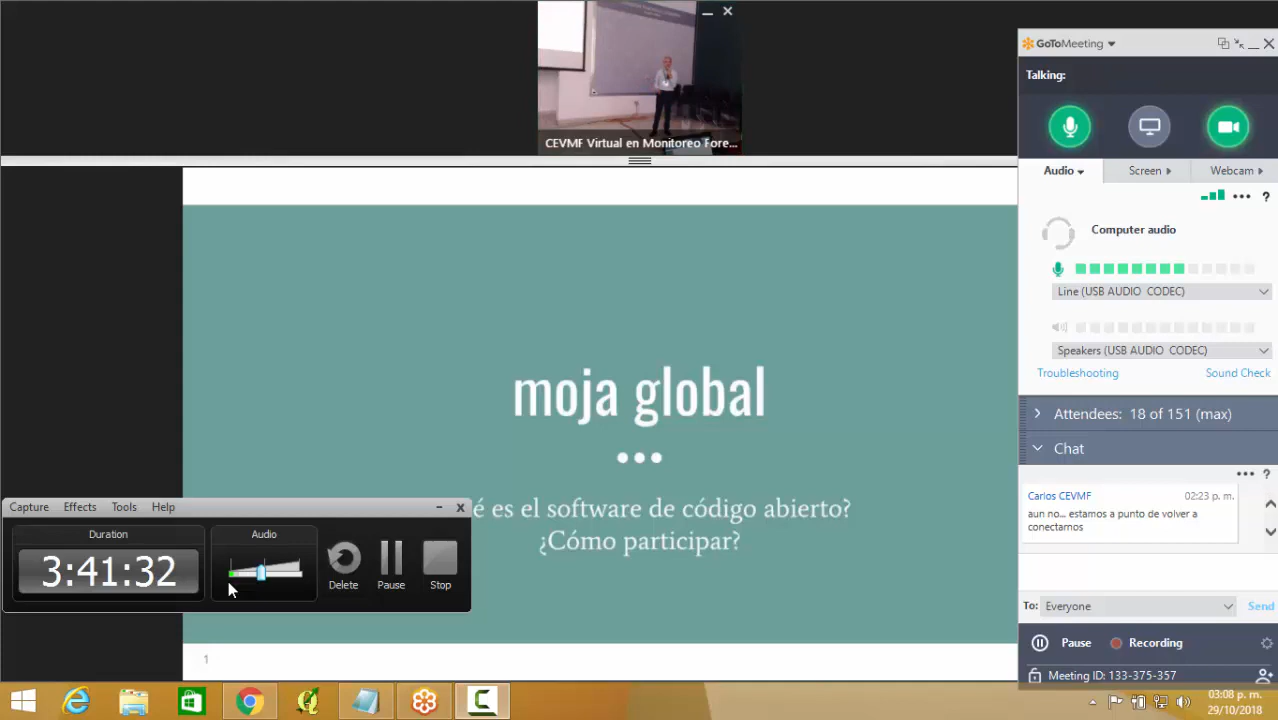 CEVMF Virtual en Monitoreo Fore...
GoToMeeting
Talking:
Audio
Screen
Webcam
?
Computer audio
Line (USB AUDIO CODEC)
Speakers (USB AUDIO CODEC)
Troubleshooting
Sound Check
Attendees: 18 of 151 (max)
Chat
?
Carlos CEVMF
02:23 p. m.
aun no... estamos a punto de volver a
conectarnos
To:
Everyone
Send
Pause
Recording
Meeting ID: 133-375-357
moja global
é es el software de código abierto?
¿Cómo participar?
1
Capture
Effects
Tools
Help
Duration
3:41:32
Audio
Delete
Pause
Stop
03:08 p. m.
29/10/2018